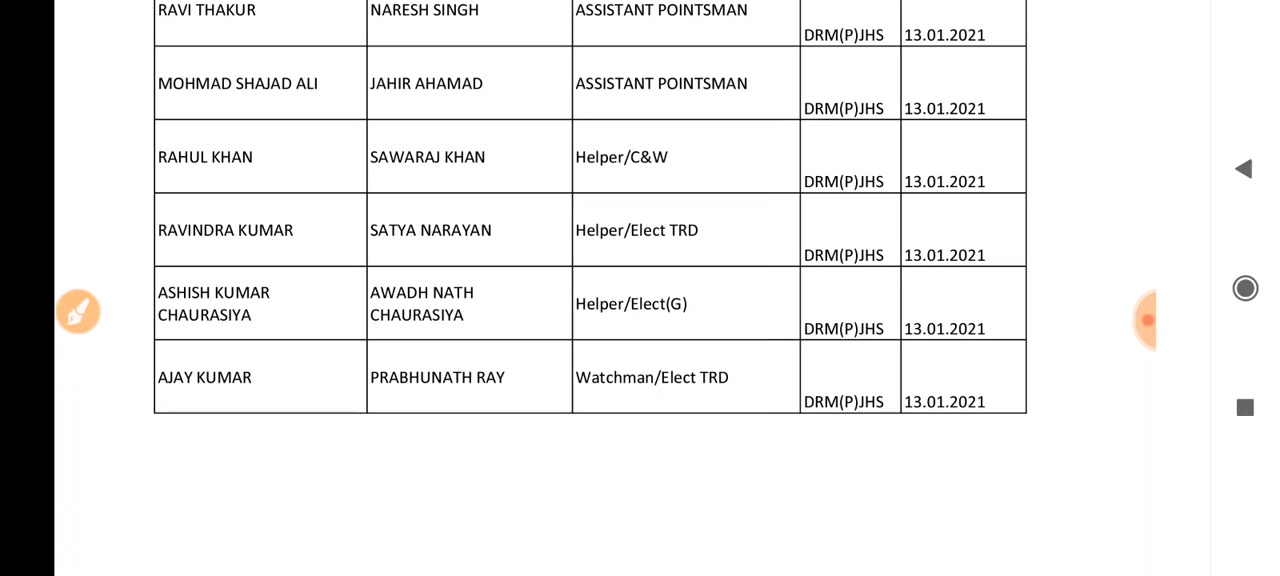 RAVI THAKUR NARESH SINGH ASSISTANT POINTSMAN
DRM(P)JHS 13.01.2021
MOHMAD SHAJAD ALI JAHIR AHAMAD ASSISTANT POINTSMAN
DRM(P)JHS 13.01.2021
RAHUL KHAN SAWARAJ KHAN Helper/C&W
DRM(P)JHS 13.01.2021
RAVINDRA KUMAR SATYA NARAYAN Helper/Elect TRD
DRM(P)JHS 13.01.2021
ASHISH KUMAR AWADH NATH
Helper/Elect(G)
CHAURASIYA CHAURASIYA
DRM(P)JHS 13.01.2021
AJAY KUMAR PRABHUNATH RAY Watchman/Elect TRD
DRM(P)JHS 13.01.2021